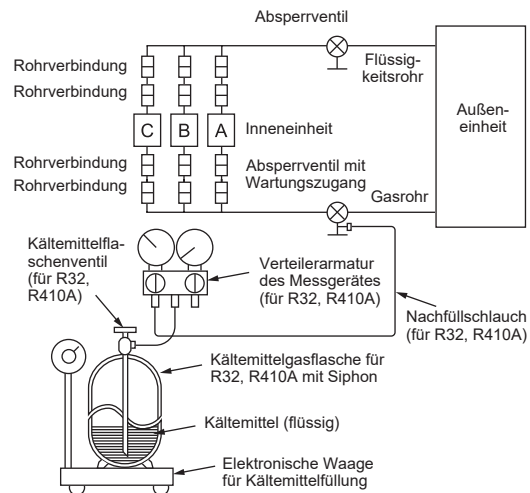 Absperrventil
Rohrverbindung
Rohrverbindung
Flüssig-
keitsrohr
Außen-
einheit
C
B
A
Inneneinheit
Rohrverbindung
Rohrverbindung
Absperrventil mit
Wartungszugang
Gasrohr
Kältemittelfla-
schenventil
(für R32,
R410A)
Verteilerarmatur
des Messgerätes
(für R32, R410A)
Nachfüllschlauch
(für R32, R410A)
Kältemittelgasflasche für
R32, R410A mit Siphon
Kältemittel (flüssig)
Elektronische Waage
für Kältemittelfüllung